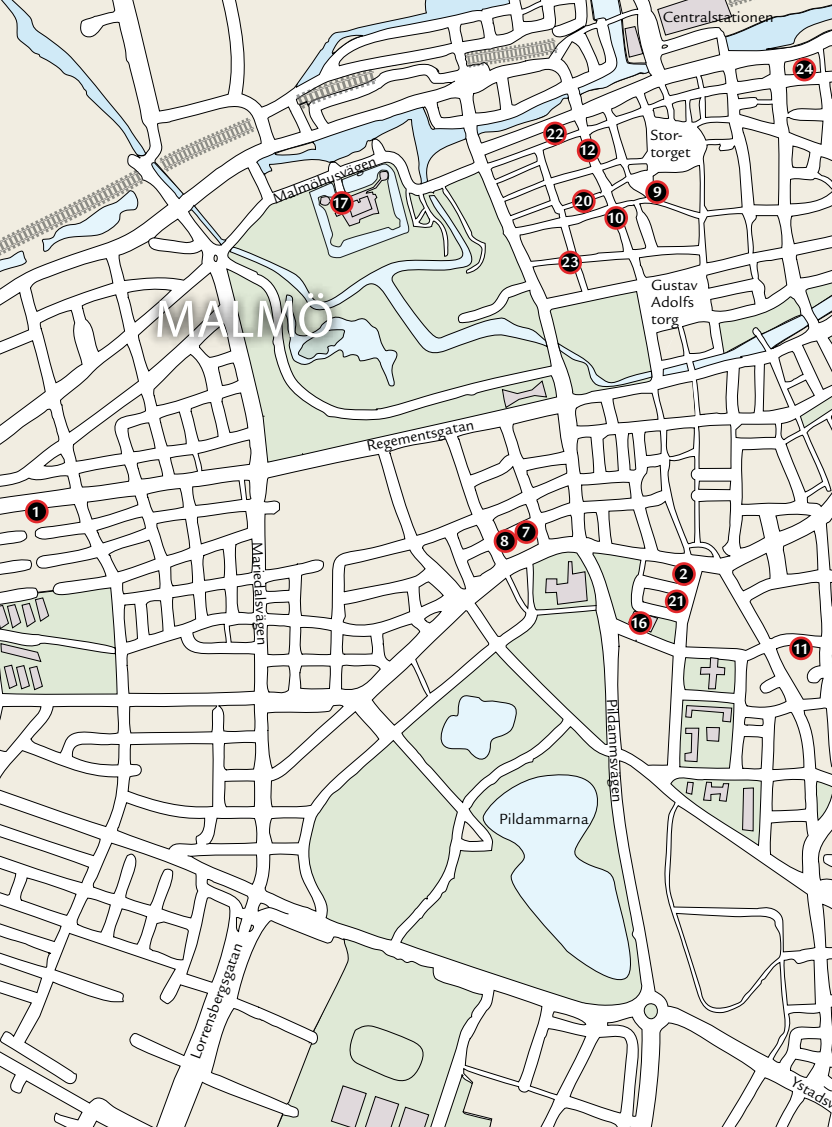 Centralstationen
24
22
Stor-
torget
12
Malmöhusvägen
17
9
20
10
23
Gustav
Adolfs
torg
MALMÖ
Regementsgatan
1
8
7
Mariedalsvägen
2
21
16
11
Pildammsvägen
Pildammarna
Lorrensbergsgatan